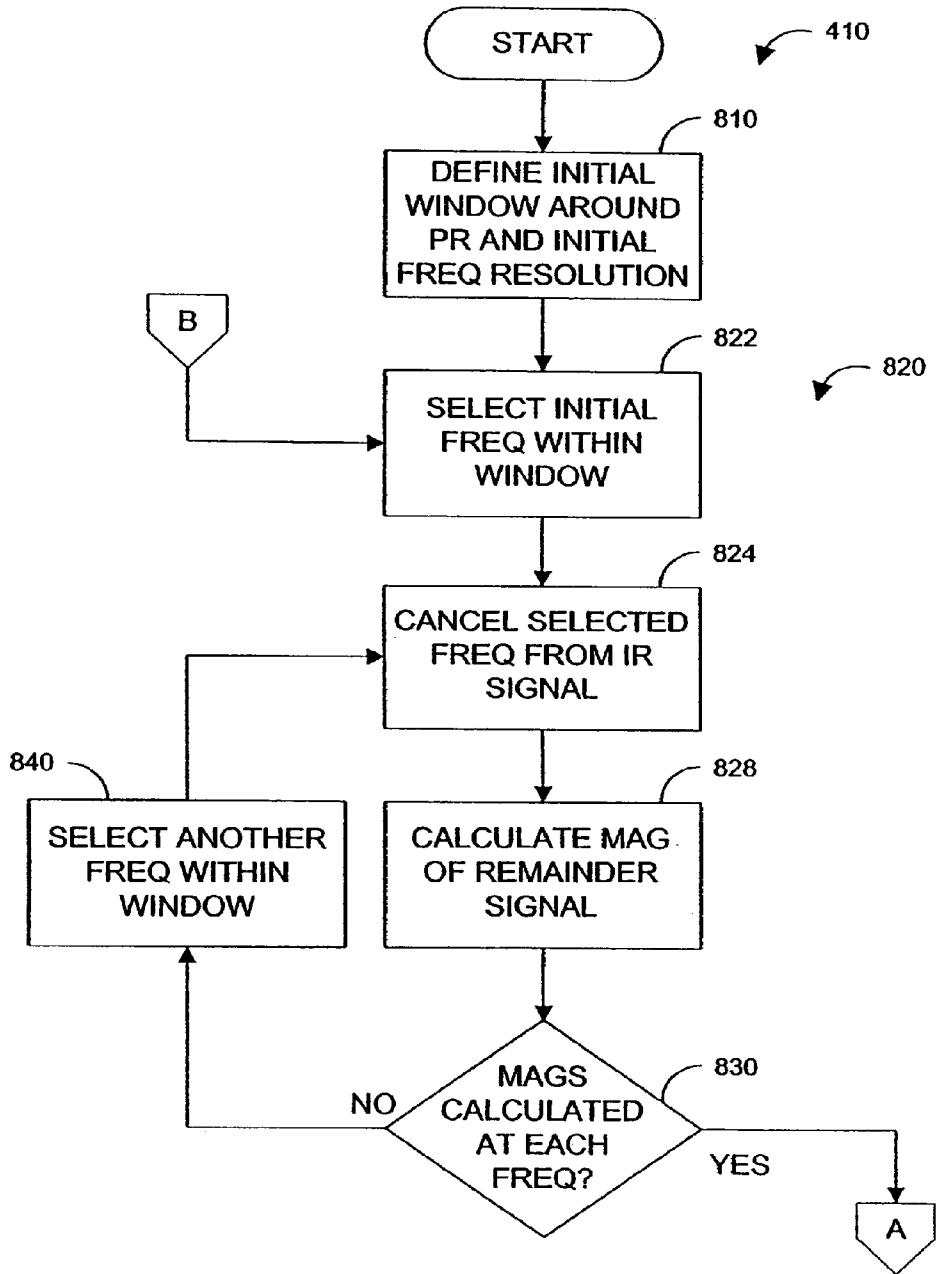 START
410
810
DEFINE INITIAL
WINDOW AROUND
PR AND INITIAL
FREQ RESOLUTION
B
822
820
SELECT INITIAL
FREQ WITHIN
WINDOW
824
CANCEL SELECTED
FREQ FROM IR
SIGNAL
840
828
SELECT ANOTHER
FREQ WITHIN
WINDOW
CALCULATE MAG
OF REMAINDER
SIGNAL
830
MAGS
CALCULATED
AT EACH
FREQ?
NO
YES
A